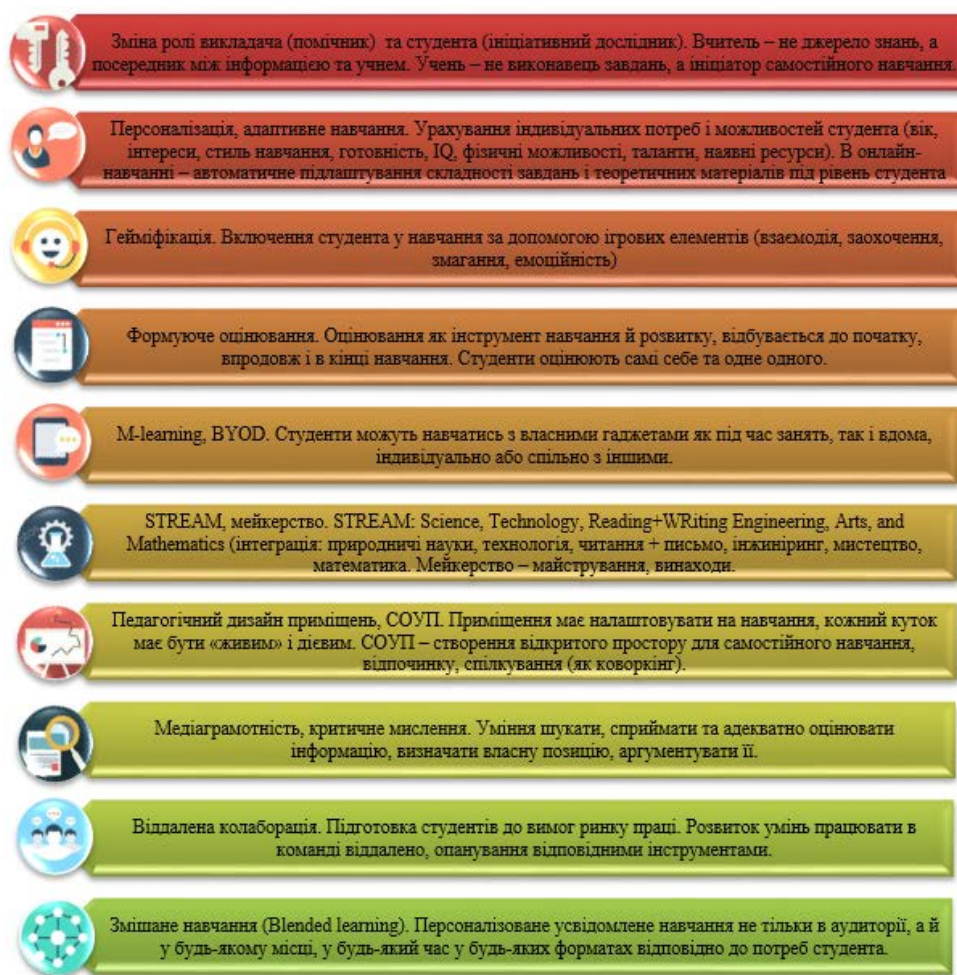 Зміна ролі викладача (помічник) та студента (ініціативний дослідник). Вчитель – не джерело знань, а
посередник між інформацією та учнем. Учень – не виконавець завдань, а ініціатор самостійного навчання.
Персоналізація, адаптивне навчання. Урахування індивідуальних потреб і можливостей студента (вік,
інтереси, стиль навчання, готовність, IQ, фізичні можливості, таланти, наявні ресурси). В онлайн-
навчанні – автоматичне підлаштування складності завдань і теоретичних матеріалів під рівень студента
Гейміфікація. Включення студента у навчання за допомогою ігрових елементів (взаємодія, заохочення,
змагання, емоційність)
Формуюче оцінювання. Оцінювання як інструмент навчання й розвитку, відбувається до початку,
впродовж і в кінці навчання. Студенти оцінюють самі себе та одне одного.
M-learning, BYOD. Студенти можуть навчатись з власними гаджетами як під час занять, так і вдома,
індивідуально або спільно з іншими.
STREAM, мейкерство. STREAM: Science, Technology, Reading+WRiting Engineering, Arts, and
Mathematics (інтеграція: природничі науки, технологія, читання + письмо, інжиніринг, мистецтво,
математика. Мейкерство – майстрування, винаходи.
Педагогічний дизайн приміщень, СОУП. Приміщення має налаштовувати на навчання, кожний куток
має бути «живим» і дієвим. СОУП – створення відкритого простору для самостійного навчання,
відпочинку, спілкування (як коворкінг).
Медіаграмотність, критичне мислення. Уміння шукати, сприймати та адекватно оцінювати
інформацію, визначати власну позицію, аргументувати її.
Віддалена колаборація. Підготовка студентів до вимог ринку праці. Розвиток умінь працювати в
команді віддалено, опанування відповідними інструментами.
Змішане навчання (Blended learning). Персоналізоване усвідомлене навчання не тільки в аудиторії, а й
у будь-якому місці, у будь-який час у будь-яких форматах відповідно до потреб студента.